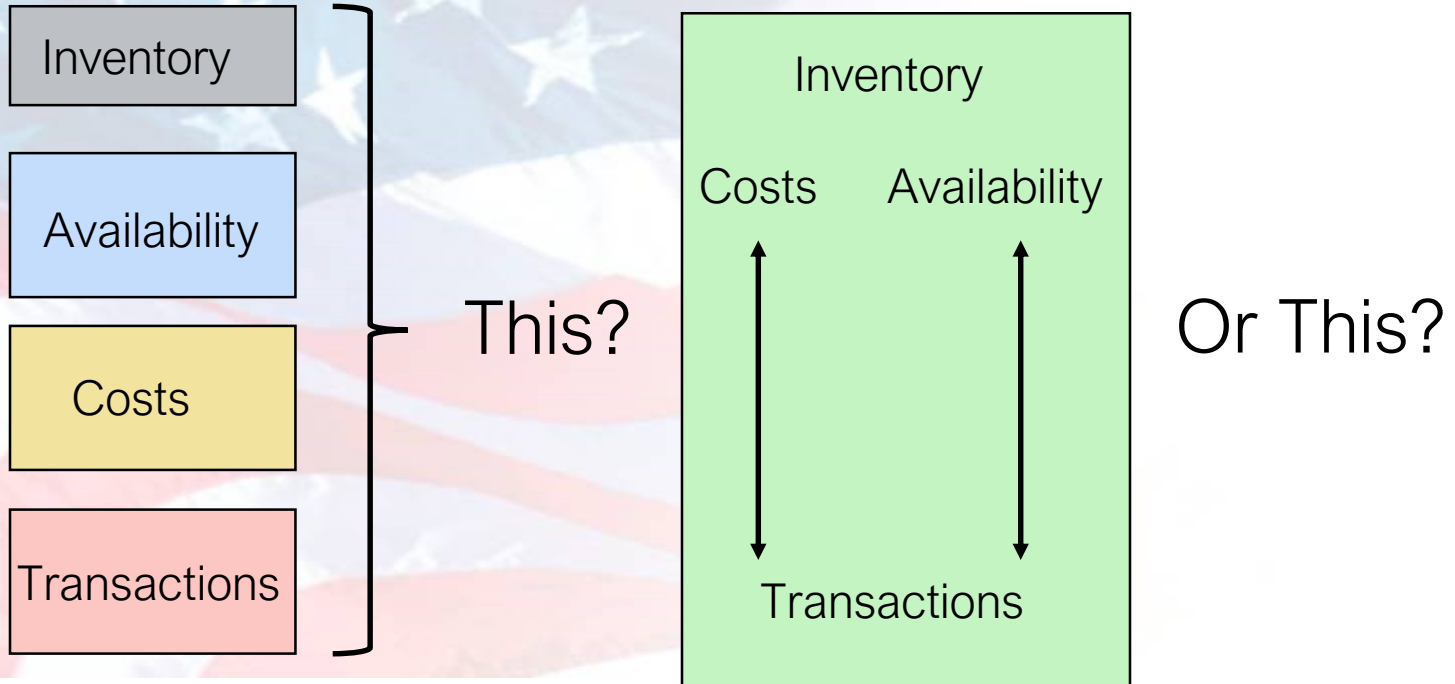 Inventory
Availability
Costs
Transactions
This?
Inventory
Costs Availability
Transactions
Or This?